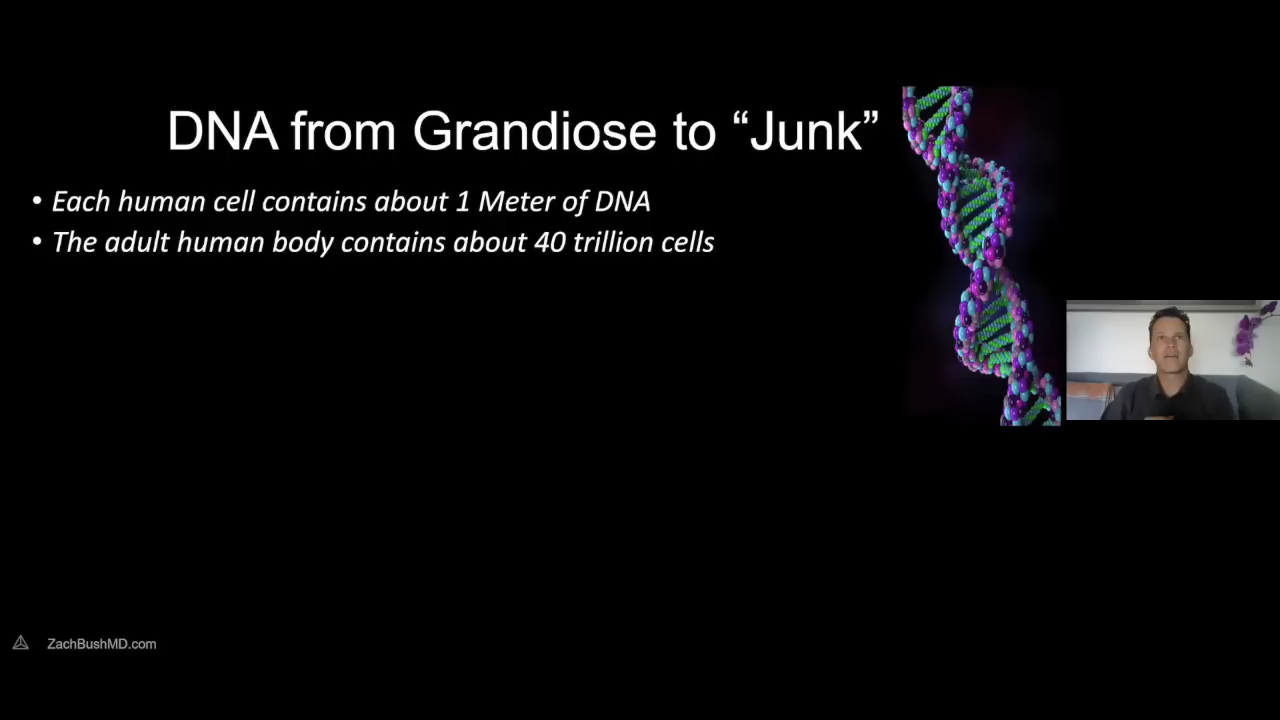 DNA from Grandiose to “Junk”
• Each human cell contains about 1 Meter of DNA
• The adult human body contains about 40 trillion cells
ZachBushMD.com